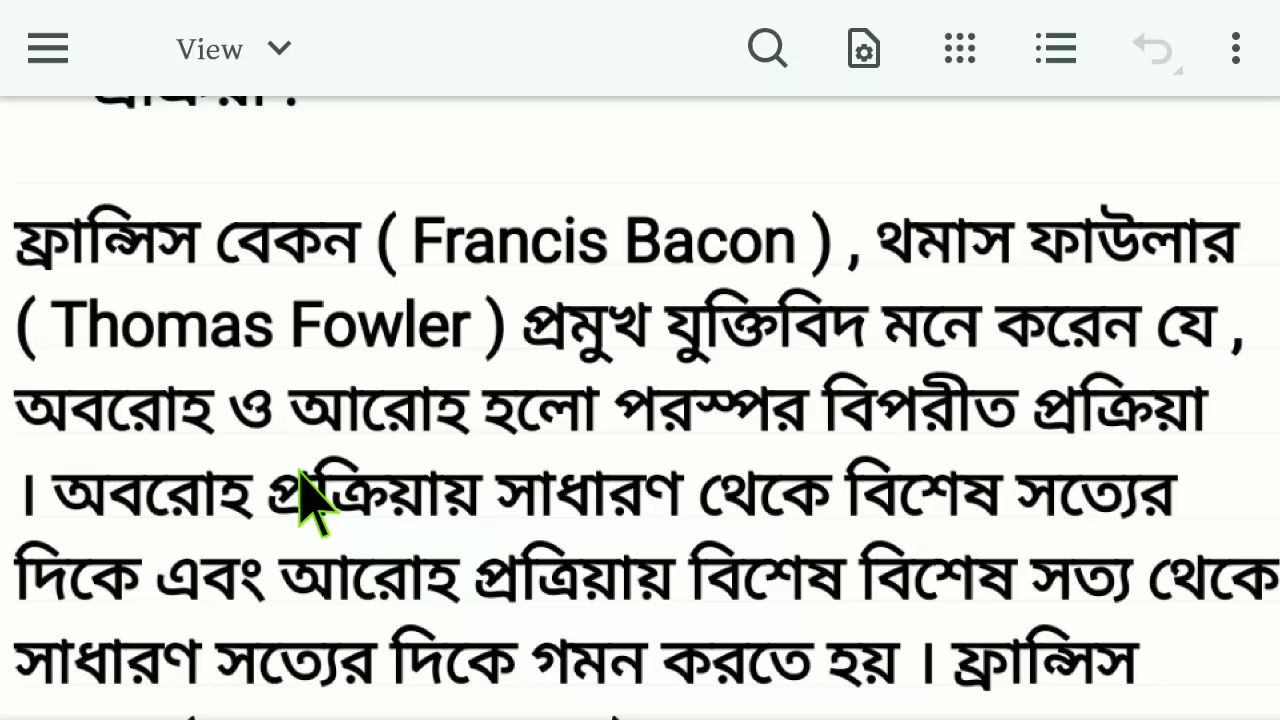 View
ফ্রান্সিস বেকন ( Francis Bacon ) , থমাস ফাউলার
( Thomas Fowler ) প্রমুখ যুক্তিবিদ মনে করেন যে ,
অবরোহ ও আরোহ হলো পরস্পর বিপরীত প্রক্রিয়া
। অবরোহ প্রক্রিয়ায় সাধারণ থেকে বিশেষ সত্যের
দিকে এবং আরোহ প্রত্রিয়ায় বিশেষ বিশেষ সত্য থেকে
সাধারণ সত্যের দিকে গমন করতে হয় । ফ্রান্সিস